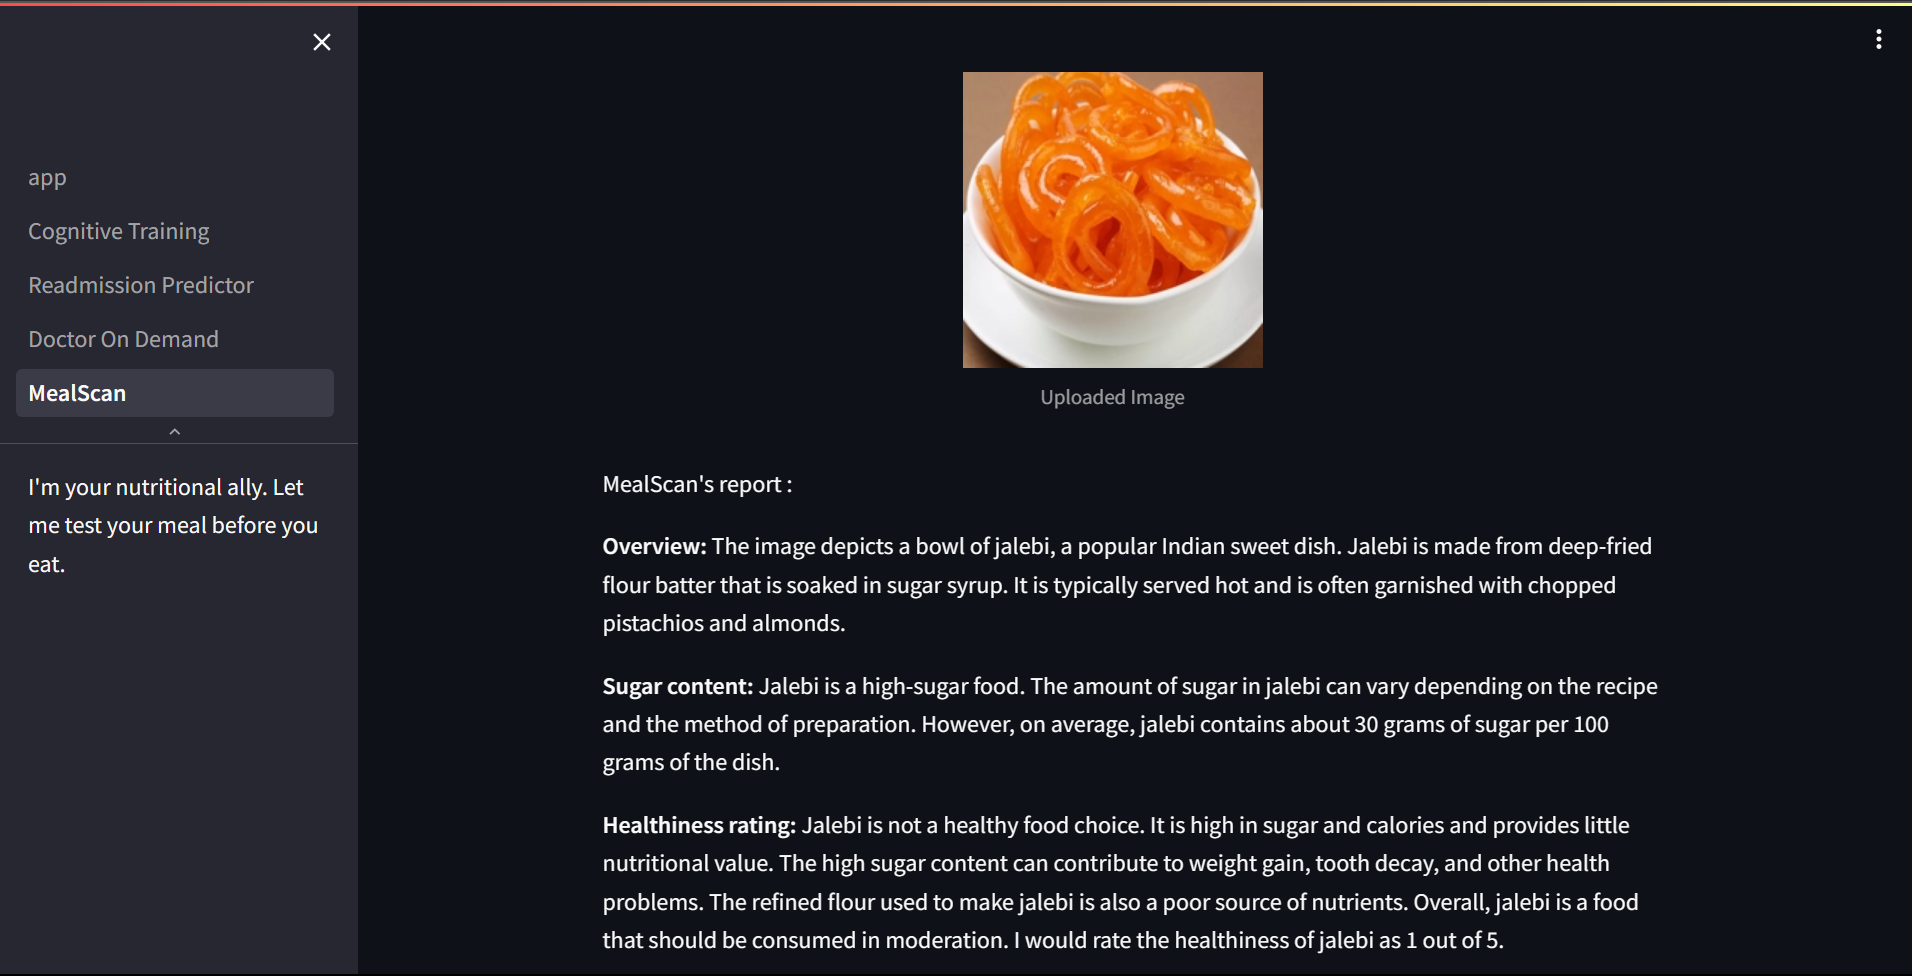 app
Cognitive Training
Readmission Predictor
Doctor On Demand
MealScan
I'm your nutritional ally. Let
me test your meal before you
eat.
Uploaded Image
MealScan's report :
Overview: The image depicts a bowl of jalebi, a popular Indian sweet dish. Jalebi is made from deep-fried
flour batter that is soaked in sugar syrup. It is typically served hot and is often garnished with chopped
pistachios and almonds.
Sugar content: Jalebi is a high-sugar food. The amount of sugar in jalebi can vary depending on the recipe
and the method of preparation. However, on average, jalebi contains about 30 grams of sugar per 100
grams of the dish.
Healthiness rating: Jalebi is not a healthy food choice. It is high in sugar and calories and provides little
nutritional value. The high sugar content can contribute to weight gain, tooth decay, and other health
problems. The refined flour used to make jalebi is also a poor source of nutrients. Overall, jalebi is a food
that should be consumed in moderation. I would rate the healthiness of jalebi as 1 out of 5.